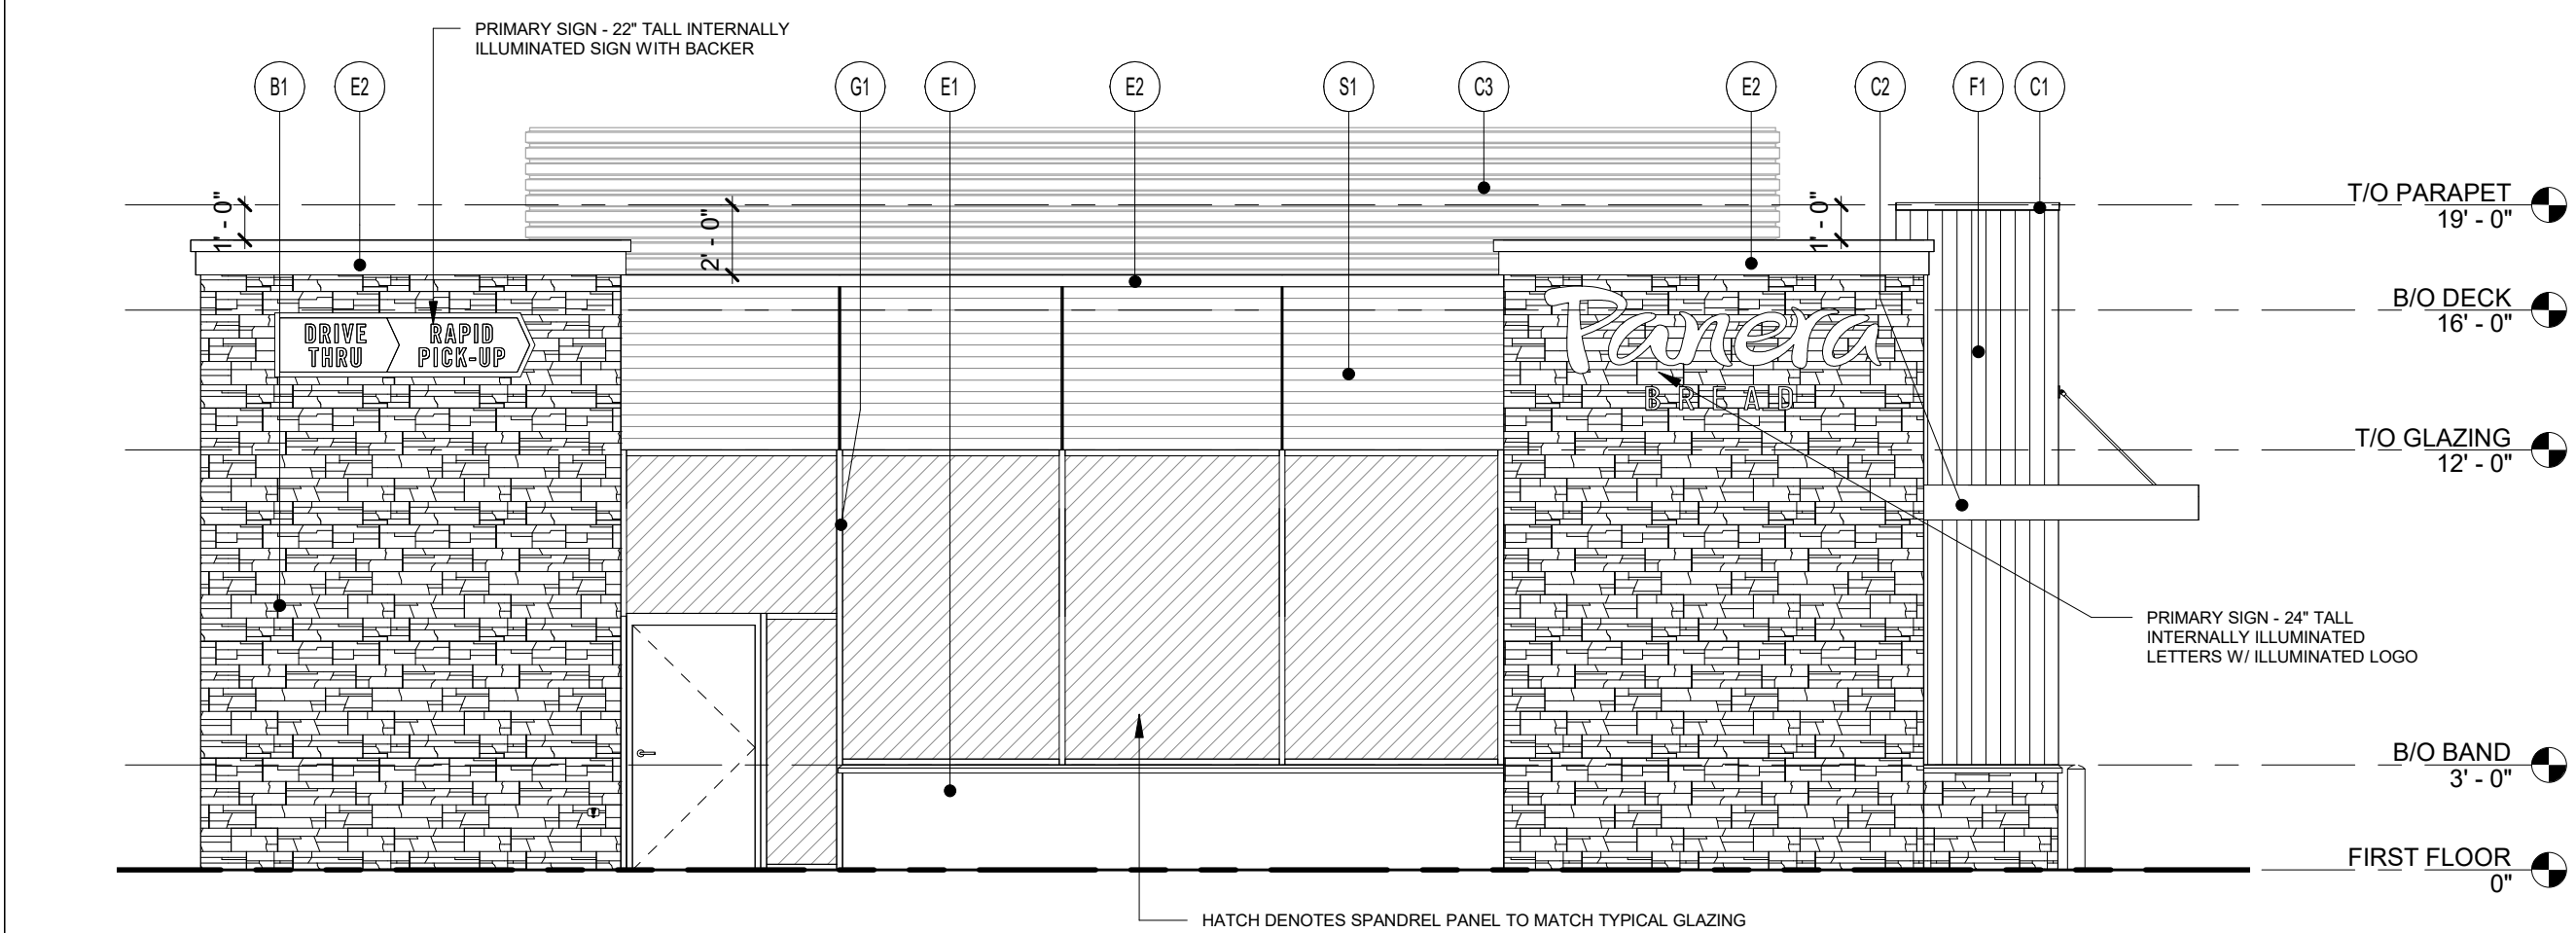 PRIMARY SIGN - 22" TALL INTERNALLY
ILLUMINATED SIGN WITH BACKER
B1
E2
G1
E1
E2
S1
C3
E2
C2
F1
C1
1' - 0"
2' - 0"
1' - 0"
T/O PARAPET
19' - 0"
B/O DECK
16' - 0"
DRIVE
THRU
RAPID
PICK-UP
Panera
BREAD
T/O GLAZING
12' - 0"
PRIMARY SIGN - 24" TALL
INTERNALLY ILLUMINATED
LETTERS W/ ILLUMINATED LOGO
B/O BAND
3' - 0"
FIRST FLOOR
0"
HATCH DENOTES SPANDREL PANEL TO MATCH TYPICAL GLAZING